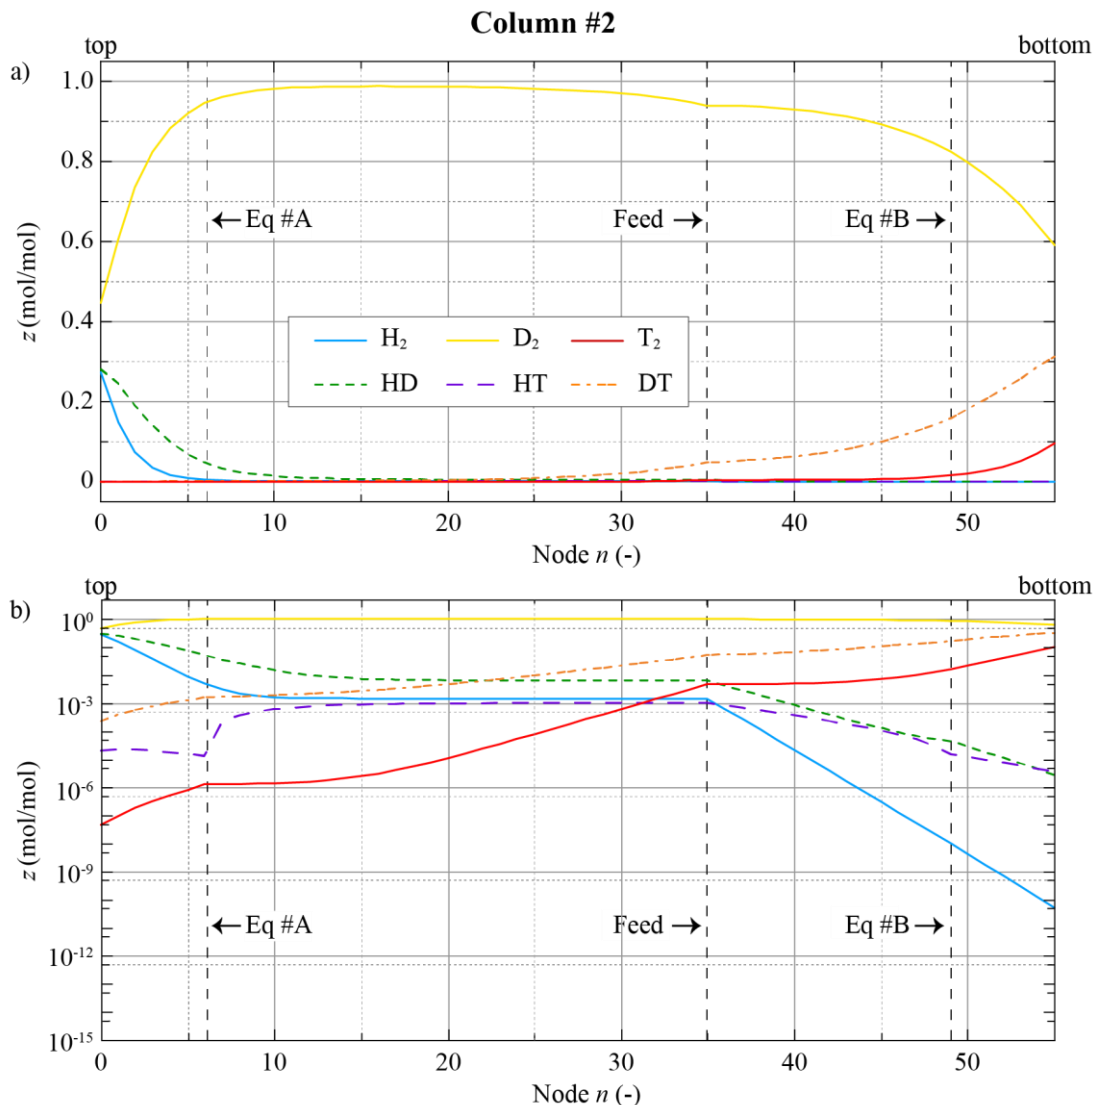 Column #2
top bottom
a)
1.0
0.8
0.6
0.4
0.2
0
z (mol/mol)
← Eq #A Feed → Eq #B →
H₂ D₂ T₂
HD HT DT
0 10 20 30 40 50
Node n (-)
top bottom
b)
10⁰
10⁻³
10⁻⁶
10⁻⁹
10⁻¹²
10⁻¹⁵
z (mol/mol)
← Eq #A Feed → Eq #B →
0 10 20 30 40 50
Node n (-)